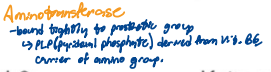 Aminotransferase
-bound tightly to prosthetic group
↳ PLP(pyridoxal phosphate) derived from Vit. B6
carrier of amino group.